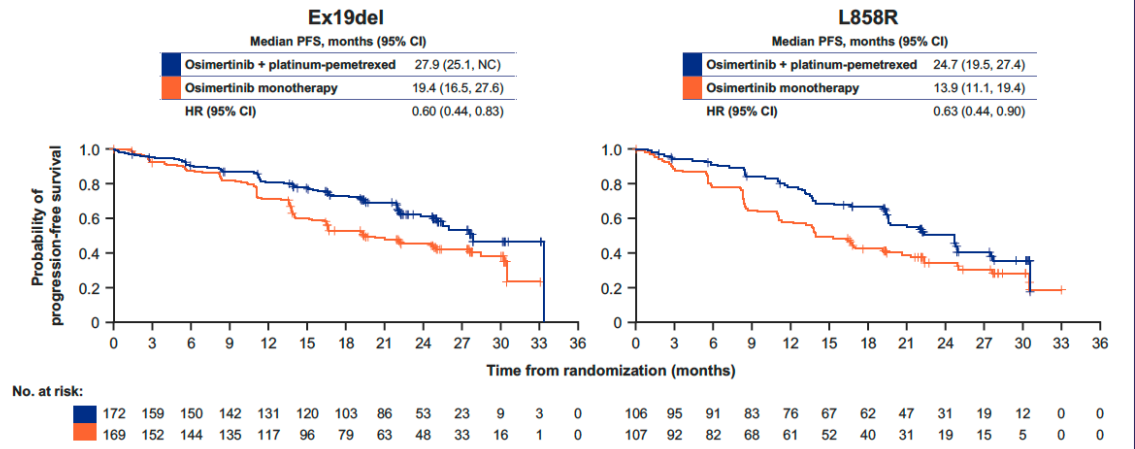 Ex19del
Median PFS, months (95% CI)
Osimertinib + platinum-pemetrexed 27.9 (25.1, NC)
Osimertinib monotherapy 19.4 (16.5, 27.6)
HR (95% CI) 0.60 (0.44, 0.83)
L858R
Median PFS, months (95% CI)
Osimertinib + platinum-pemetrexed 24.7 (19.5, 27.4)
Osimertinib monotherapy 13.9 (11.1, 19.4)
HR (95% CI) 0.63 (0.44, 0.90)
Probability of
progression-free survival
1.0
0.8
0.6
0.4
0.2
0
0 3 6 9 12 15 18 21 24 27 30 33 36
1.0
0.8
0.6
0.4
0.2
0
0 3 6 9 12 15 18 21 24 27 30 33 36
Time from randomization (months)
No. at risk:
172 159 150 142 131 120 103 86 53 23 9 3 0 106 95 91 83 76 67 62 47 31 19 12 0 0
169 152 144 135 117 96 79 63 48 33 16 1 0 107 92 82 68 61 52 40 31 19 15 5 0 0